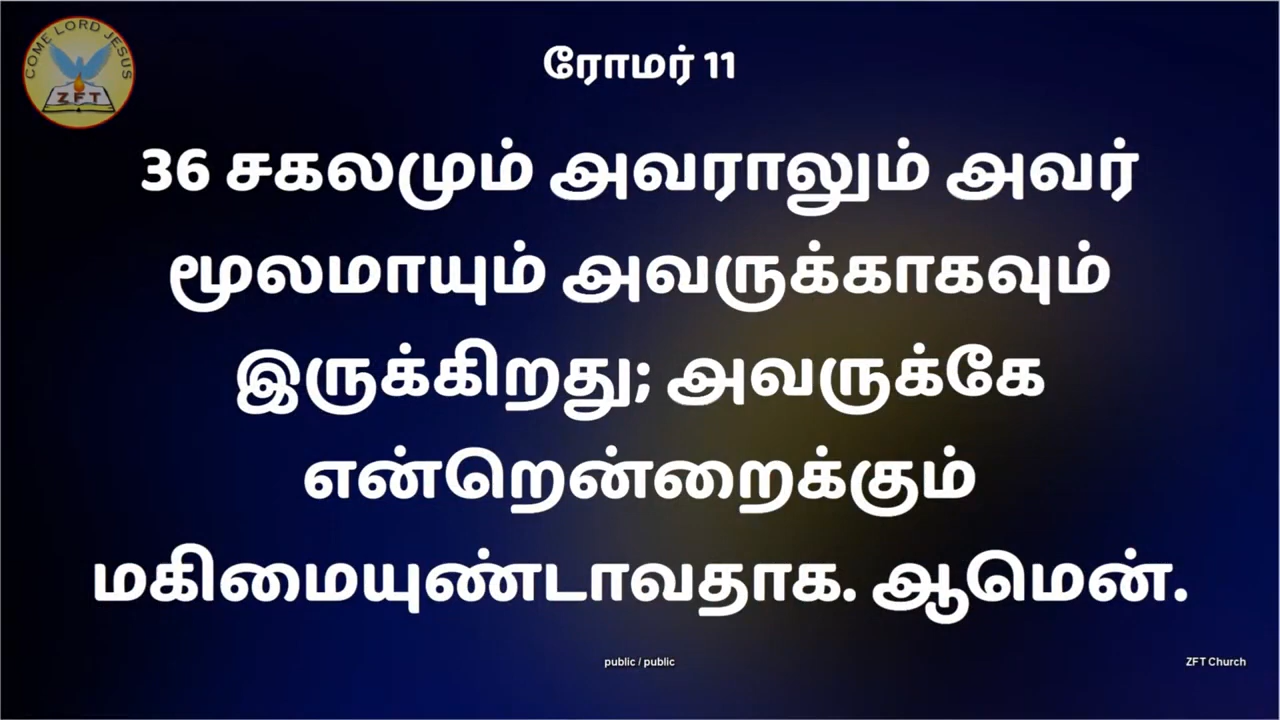 COME LORD JESUS
ZFT
ரோமர் 11
36 சகலமும் அவராலும் அவர்
மூலமாயும் அவருக்காகவும்
இருக்கிறது; அவருக்கே
என்றென்றைக்கும்
மகிமையுண்டாவதாக. ஆமென்.
public / public
ZFT Church